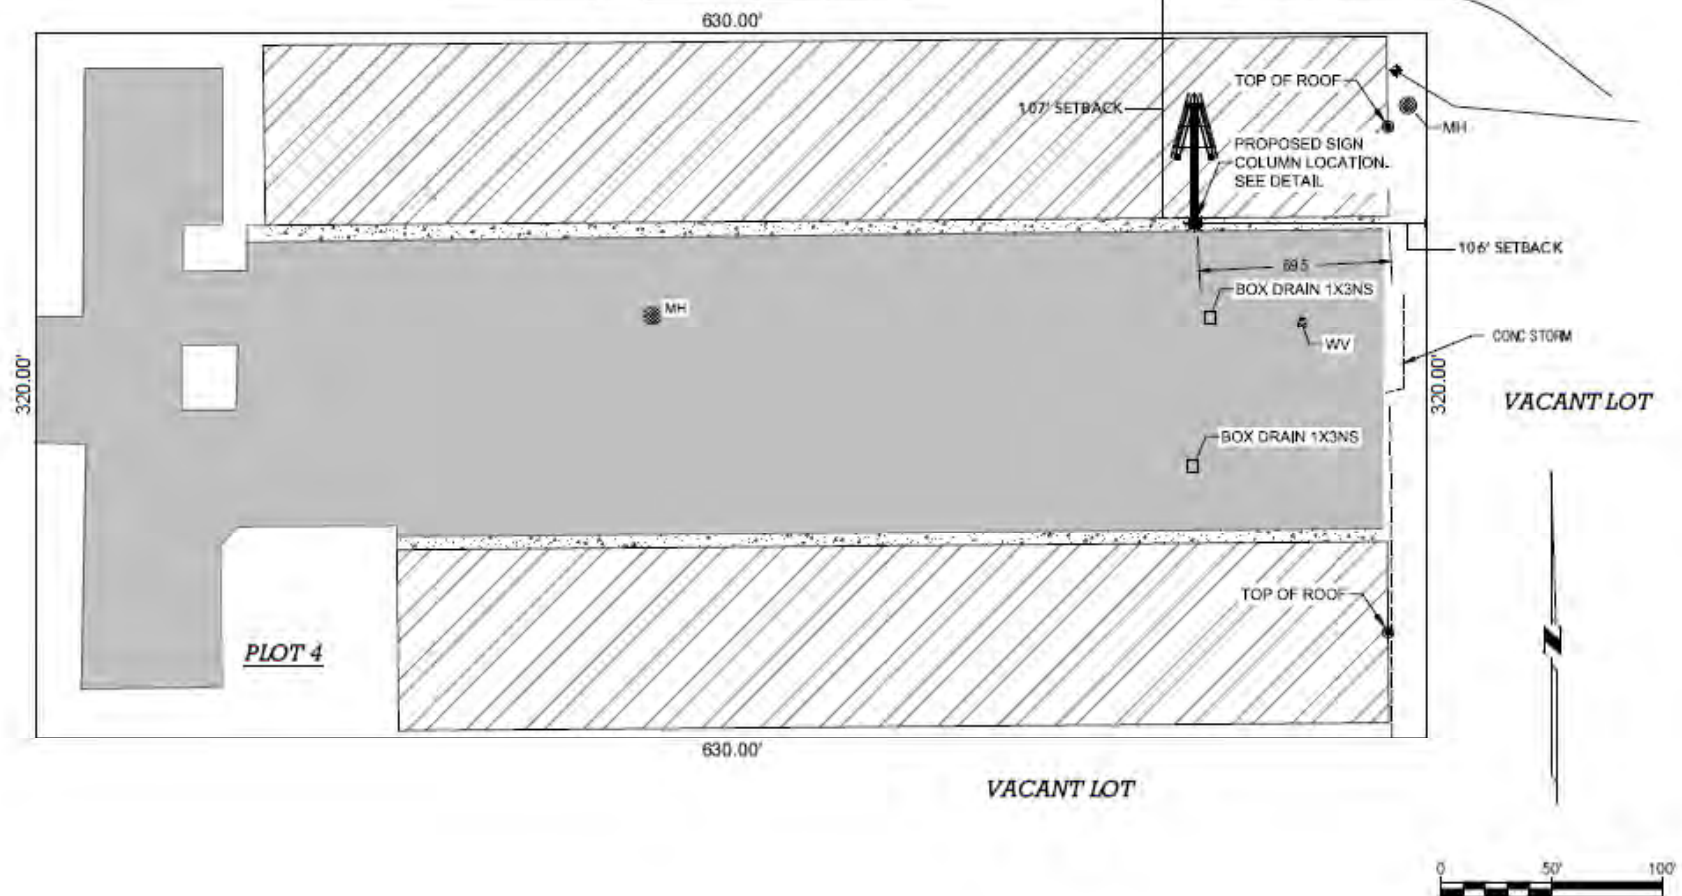 630.00'
TOP OF ROOF
107' SETBACK
MH
PROPOSED SIGN
COLUMN LOCATION
SEE DETAIL
106' SETBACK
69.5
BOX DRAIN 1X3NS
MH
WV
CONC STORM
320.00'
320.00'
VACANT LOT
BOX DRAIN 1X3NS
TOP OF ROOF
PLOT 4
N
630.00'
VACANT LOT
0 50' 100'